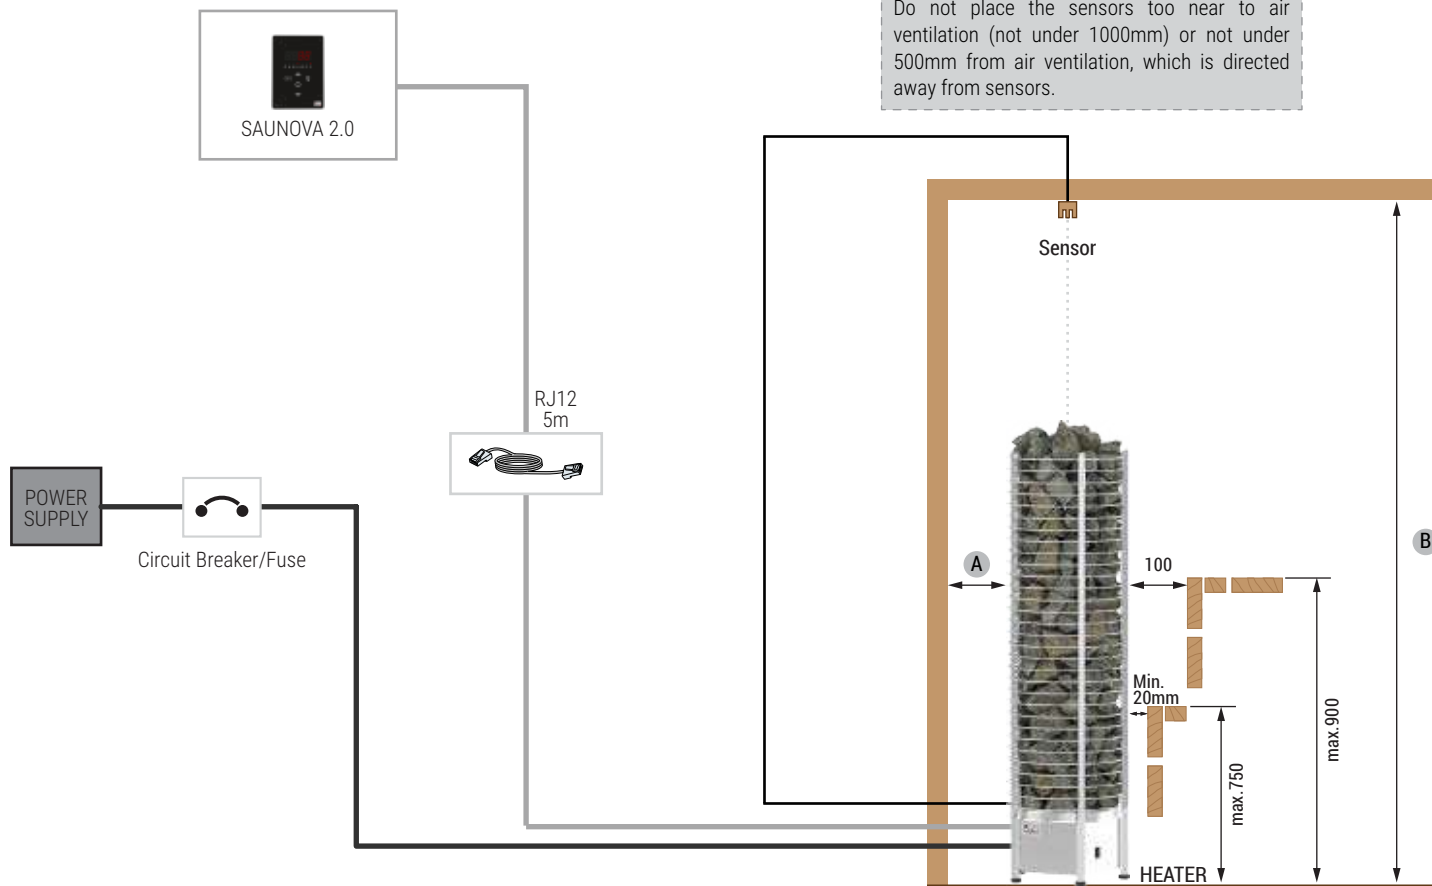 Do not place the sensors too near to air
ventilation (not under 1000mm) or not under
500mm from air ventilation, which is directed
away from sensors.
SAUNOVA 2.0
Sensor
RJ12
5m
POWER
SUPPLY
Circuit Breaker/Fuse
A
100
B
Min.
20mm
max.900
max.750
HEATER